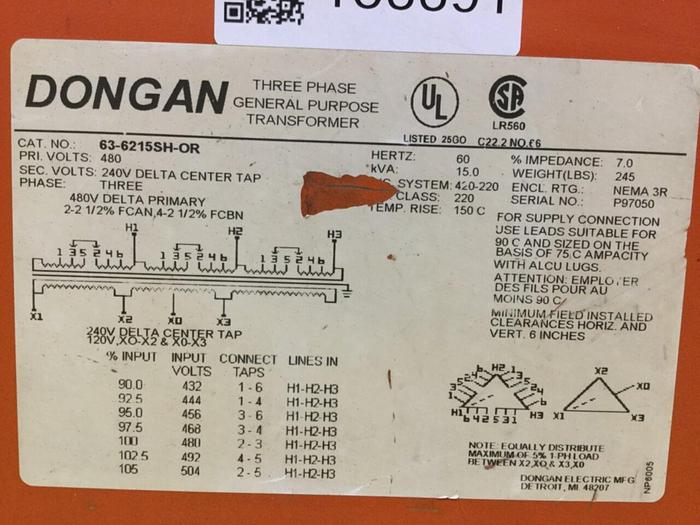 DONGAN
THREE PHASE
GENERAL PURPOSE
TRANSFORMER
UL
LISTED 25GO
SA
LR560
C22.2 NO.66
CAT. NO.: 63-6215SH-OR
PRI. VOLTS: 480
SEC. VOLTS: 240V DELTA CENTER TAP
PHASE: THREE
480V DELTA PRIMARY
2-2 1/2% FCAN,4-2 1/2% FCBN
HERTZ: 60
kVA: 15.0
SYSTEM: 420-220
CLASS: 220
TEMP. RISE: 150 C
% IMPEDANCE: 7.0
WEIGHT(LBS): 245
ENCL. RTG.: NEMA 3R
SERIAL NO.: P97050
FOR SUPPLY CONNECTION
USE LEADS SUITABLE FOR
90 C AND SIZED ON THE
BASIS OF 75 C AMPACITY
WITH ALCU LUGS.
ATTENTION: EMPLOYER
DES FILS POUR AU
MOINS 90 C
MINIMUM FIELD INSTALLED
CLEARANCES HORIZ. AND
VERT. 6 INCHES
H1 H2 H3
1 3 5 2 4 6 1 3 5 2 4 6 1 3 5 2 4 6
X1 X2 X0 X3
240V DELTA CENTER TAP
120V,XO-X2 & X0-X3
% INPUT INPUT VOLTS CONNECT TAPS LINES IN
90.0 432 1-6 H1-H2-H3
92.5 444 1-4 H1-H2-H3
95.0 456 3-6 H1-H2-H3
97.5 468 3-4 H1-H2-H3
100 480 2-3 H1-H2-H3
102.5 492 4-5 H1-H2-H3
105 504 2-5 H1-H2-H3
H2
H1 6 4 2 5 3 1 H3
X2
X0
X1 X3
NOTE: EQUALLY DISTRIBUTE
MAXIMUM OF 5% 1-PH LOAD
BETWEEN X2,XO & X3,X0
DONGAN ELECTRIC MFG
DETROIT, MI. 48207
NP6005